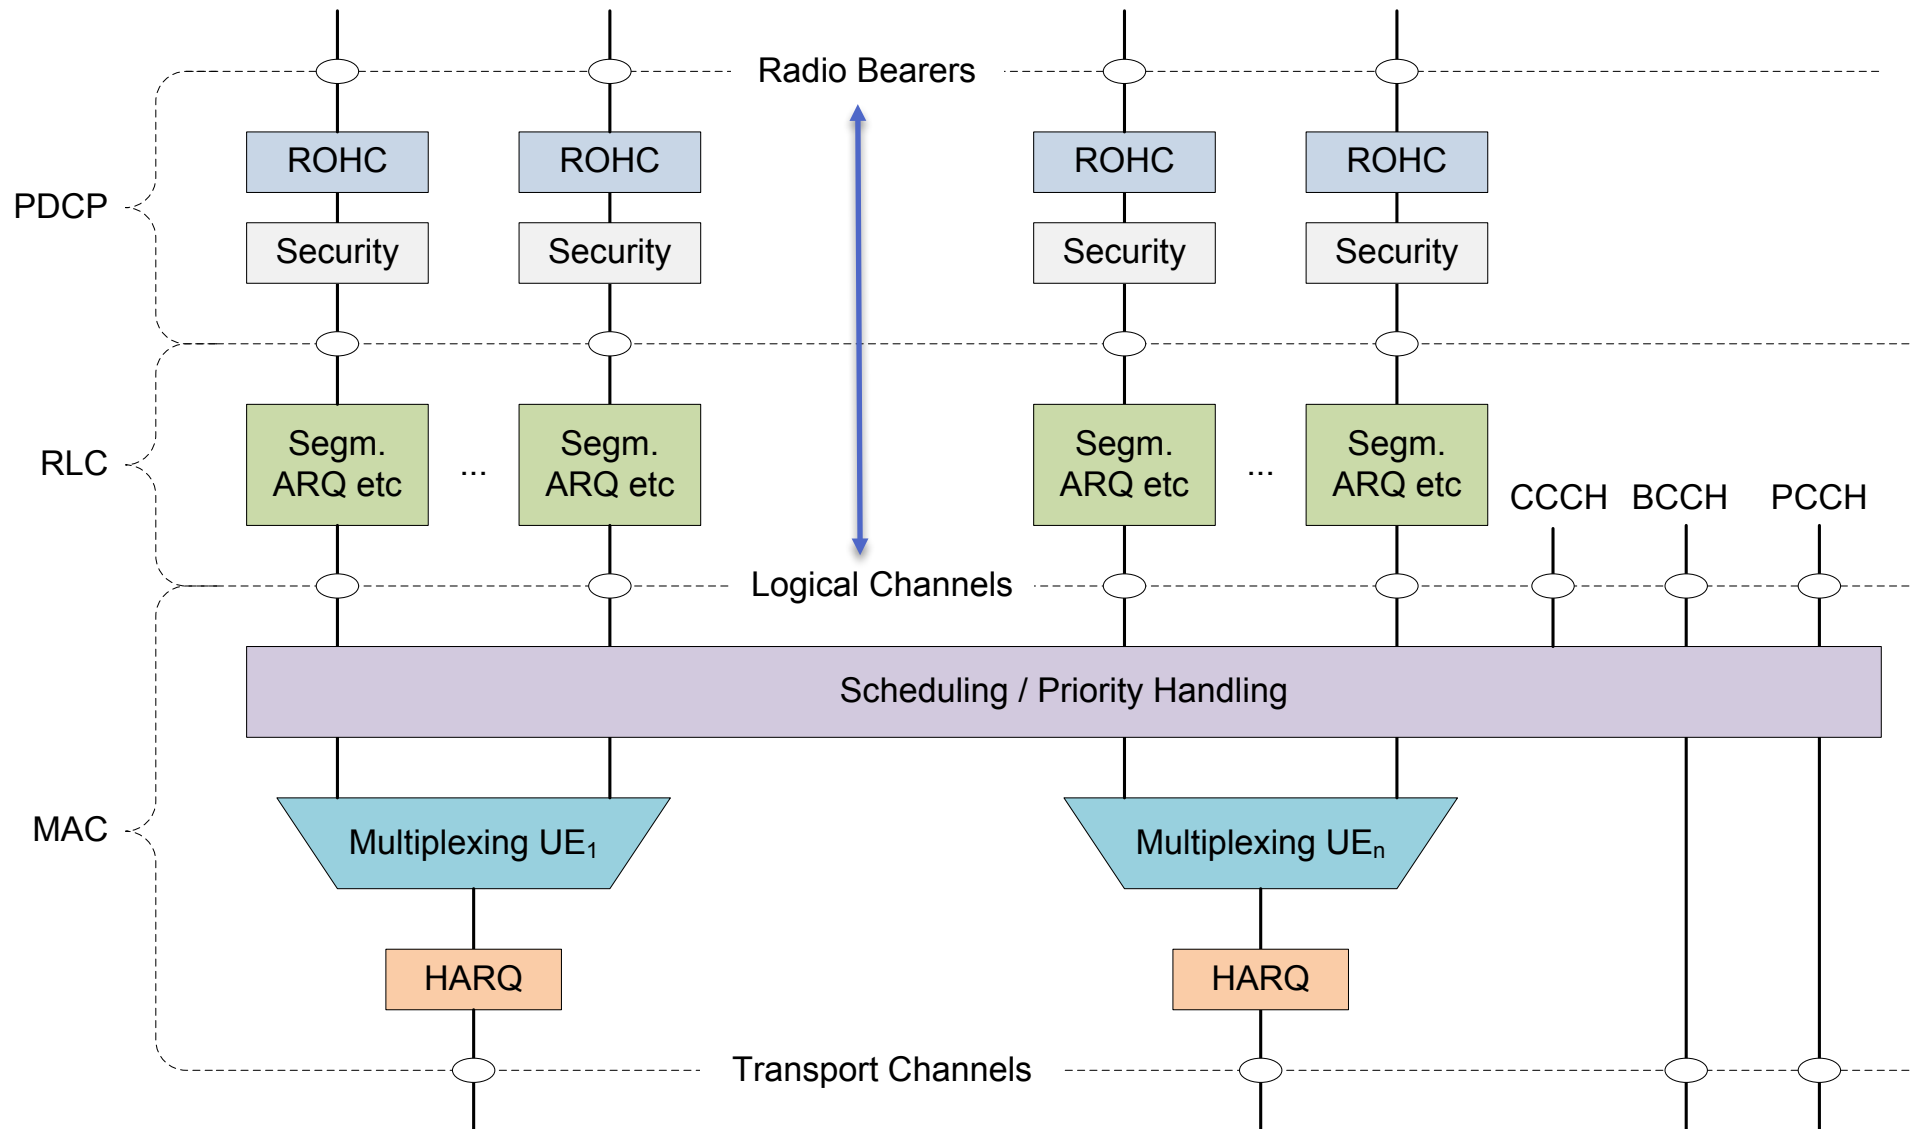 Radio Bearers
ROHC ROHC ROHC ROHC
PDCP
Security Security Security Security
Segm. ARQ etc
...
Segm. ARQ etc
Segm. ARQ etc
...
Segm. ARQ etc
RLC
CCCH BCCH PCCH
Logical Channels
Scheduling / Priority Handling
MAC
Multiplexing UE₁ Multiplexing UEₙ
HARQ HARQ
Transport Channels